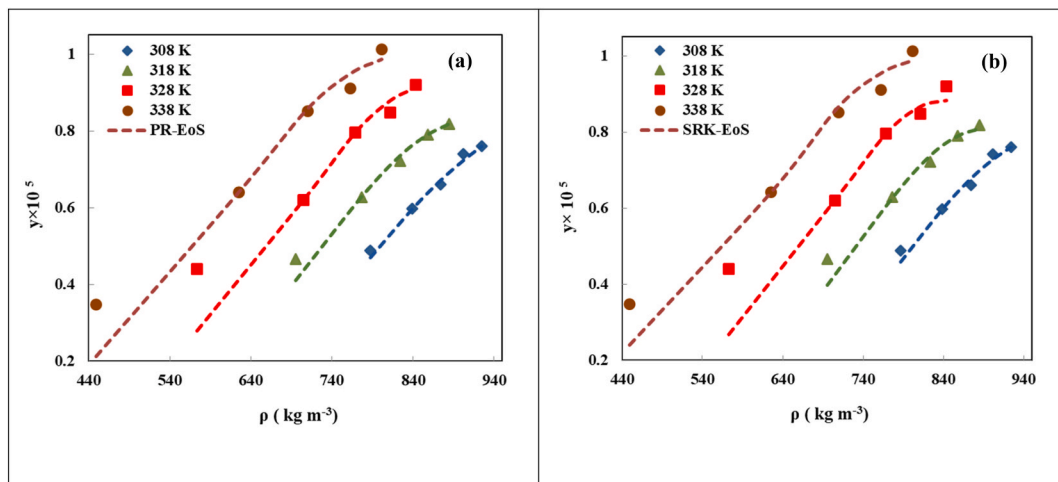 1
0.8
0.6
0.4
0.2
y×10 ⁵
308 K
318 K
328 K
338 K
PR-EoS
(a)
440 540 640 740 840 940
ρ ( kg m⁻³)
1
0.8
0.6
0.4
0.2
y× 10 ⁵
308 K
318 K
328 K
338 K
SRK-EoS
(b)
440 540 640 740 840 940
ρ ( kg m⁻³)